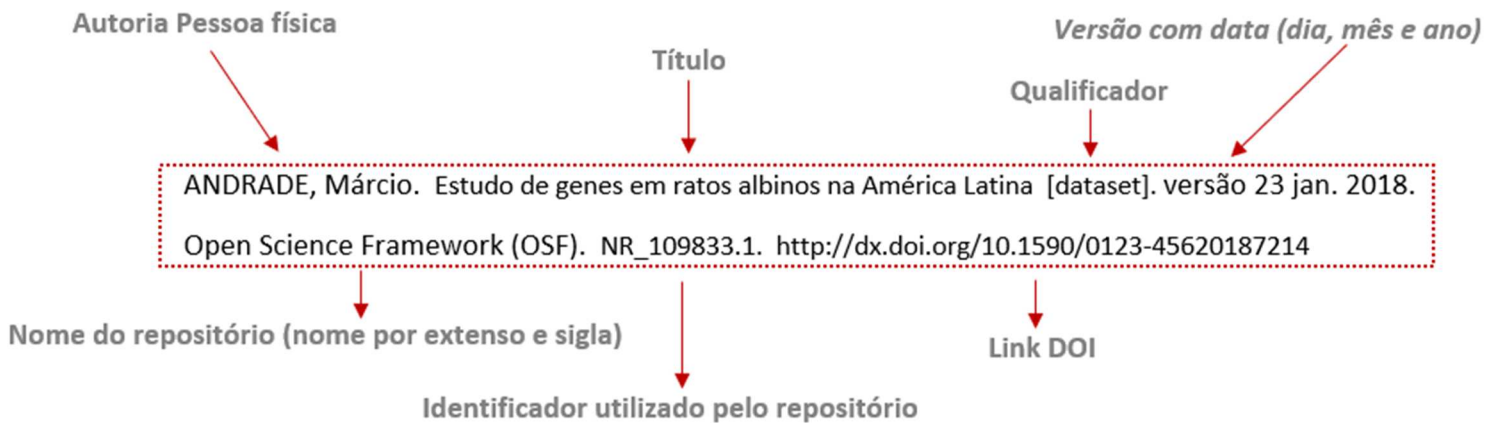 Autoria Pessoa física
Versão com data (dia, mês e ano)
Título
Qualificador
ANDRADE, Márcio. Estudo de genes em ratos albinos na América Latina [dataset]. versão 23 jan. 2018.
Open Science Framework (OSF). NR_109833.1. http://dx.doi.org/10.1590/0123-45620187214
Nome do repositório (nome por extenso e sigla)
Link DOI
Identificador utilizado pelo repositório